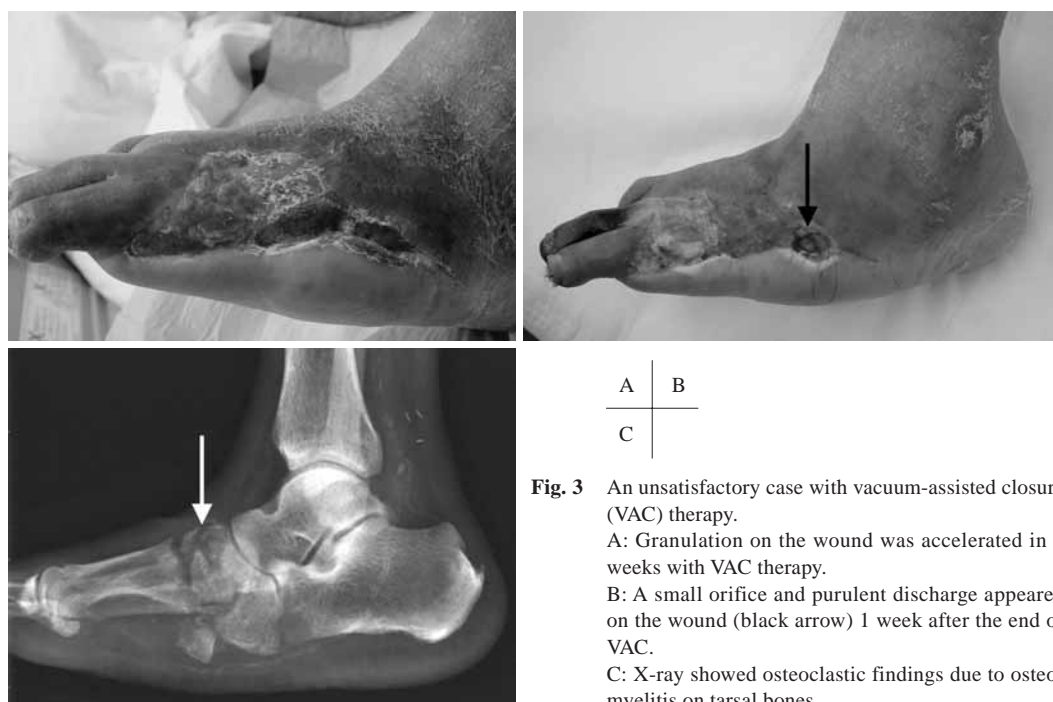 A B
C
Fig. 3 An unsatisfactory case with vacuum-assisted closur
(VAC) therapy.
A: Granulation on the wound was accelerated in
weeks with VAC therapy.
B: A small orifice and purulent discharge appeare
on the wound (black arrow) 1 week after the end o
VAC.
C: X-ray showed osteoclastic findings due to osteo
myelitis on tarsal bones.